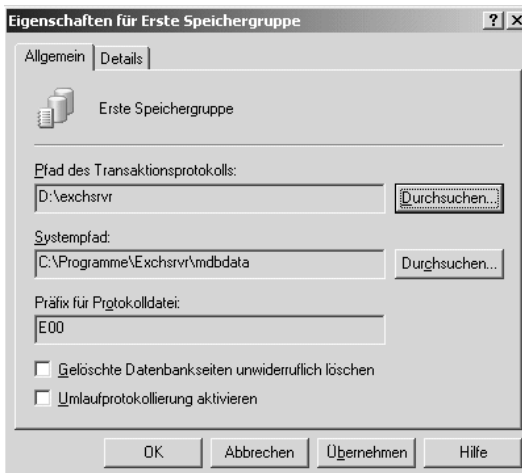 Eigenschaften für Erste Speichergruppe
Allgemein
Details
Erste Speichergruppe
Pfad des Transaktionsprotokolls:
D:\exchsrvr
Durchsuchen...
Systempfad:
C:\Programme\Exchsrvr\mdbdata
Durchsuchen...
Präfix für Protokolldatei:
E00
Gelöschte Datenbankseiten unwiderruflich löschen
Umlaufprotokollierung aktivieren
OK
Abbrechen
Übernehmen
Hilfe